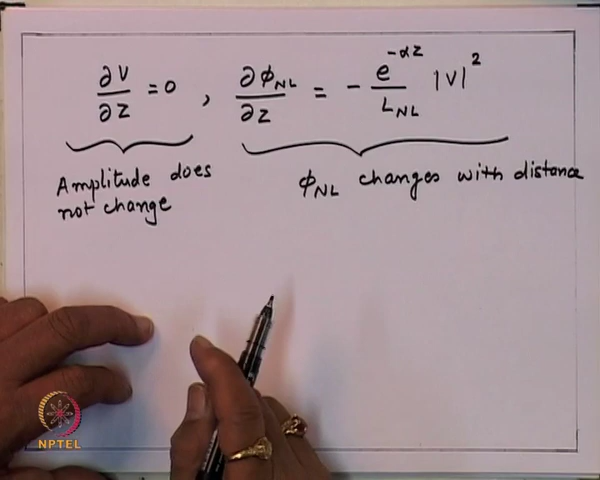 ∂V/∂z = 0 , ∂ϕ_NL/∂z = - e^{-αz}/L_NL |V|^2
Amplitude does ϕ_NL changes with distance
not change
NPTEL